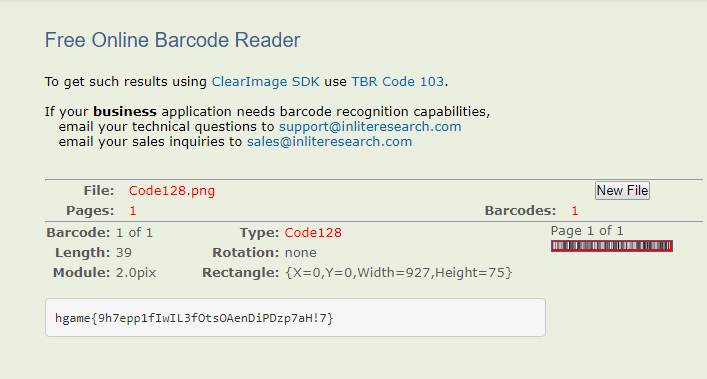 Free Online Barcode Reader
To get such results using ClearImage SDK use TBR Code 103.
If your business application needs barcode recognition capabilities,
email your technical questions to support@inliteresearch.com
email your sales inquiries to sales@inliteresearch.com
File: Code128.png New File
Pages: 1 Barcodes: 1
Barcode: 1 of 1 Type: Code128 Page 1 of 1
Length: 39 Rotation: none
Module: 2.0pix Rectangle: {X=0,Y=0,Width=927,Height=75}
hgame{9h7epp1fIwIL3fOtsOAenDiPDzp7aH!7}